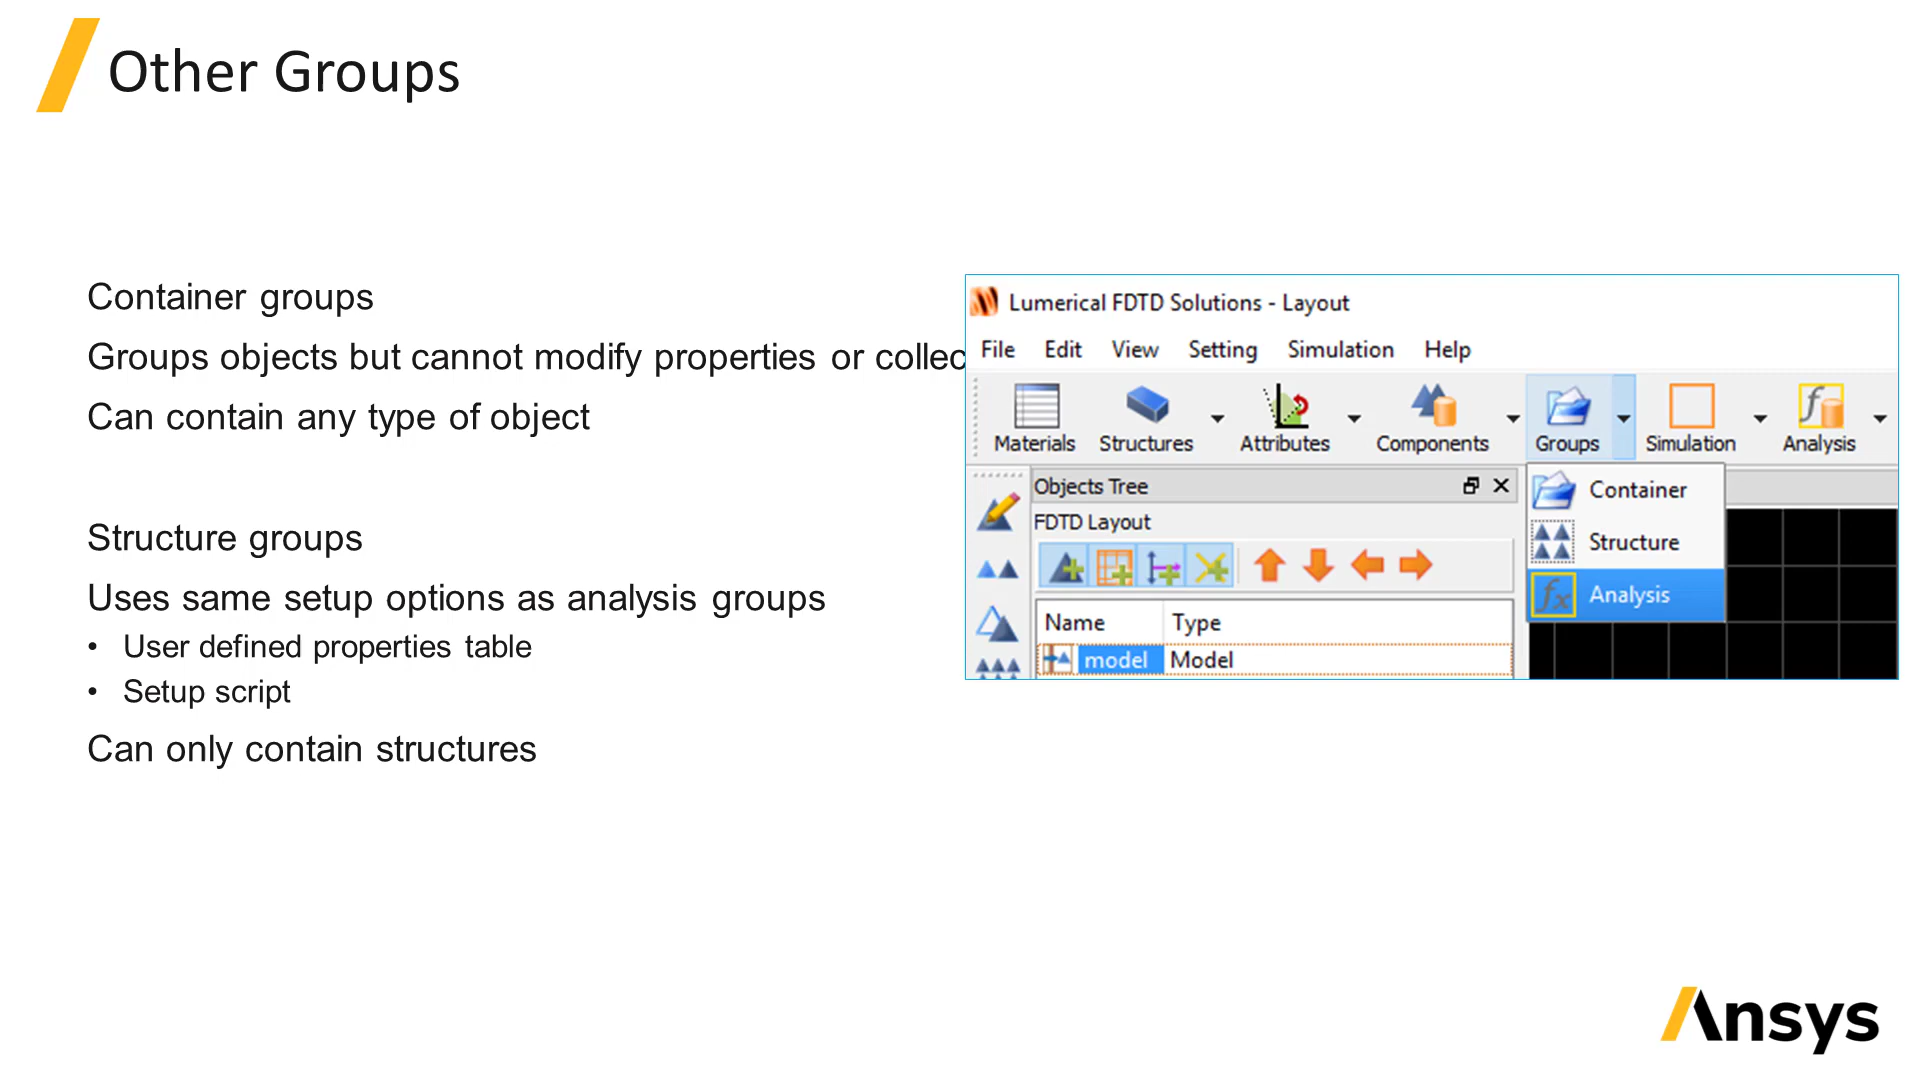 Other Groups
Container groups
Groups objects but cannot modify properties or collec
Can contain any type of object
Structure groups
Uses same setup options as analysis groups
• User defined properties table
• Setup script
Can only contain structures
Lumerical FDTD Solutions - Layout
File Edit View Setting Simulation Help
Materials Structures Attributes Components Groups Simulation Analysis
Objects Tree
FDTD Layout
Name Type
model Model
Container
Structure
fx Analysis
Ansys